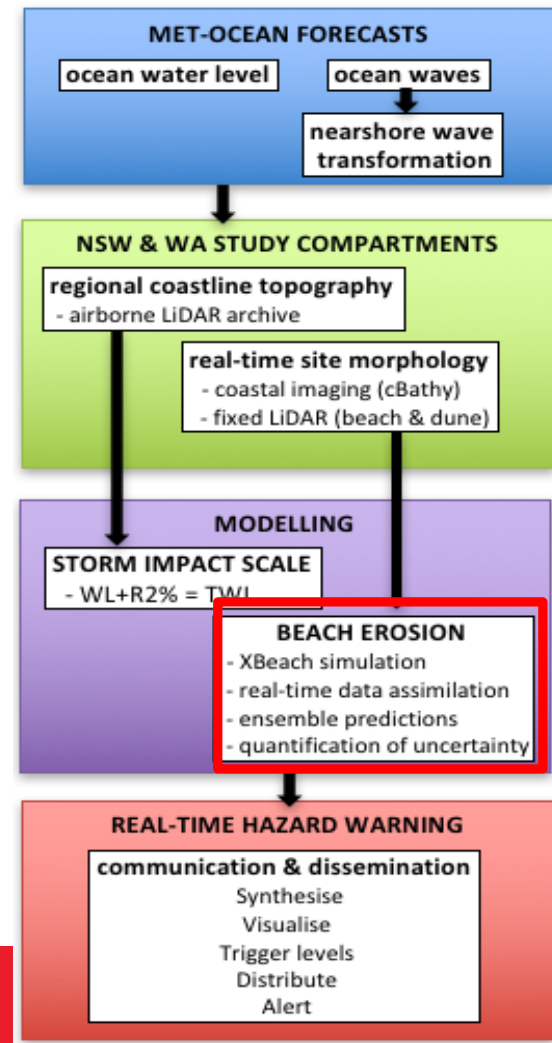 MET-OCEAN FORECASTS
ocean water level
ocean waves
nearshore wave
transformation
NSW & WA STUDY COMPARTMENTS
regional coastline topography
- airborne LiDAR archive
real-time site morphology
- coastal imaging (cBathy)
- fixed LiDAR (beach & dune)
MODELLING
STORM IMPACT SCALE
- WL+R2% = TWL
BEACH EROSION
- XBeach simulation
- real-time data assimilation
- ensemble predictions
- quantification of uncertainty
REAL-TIME HAZARD WARNING
communication & dissemination
Synthesise
Visualise
Trigger levels
Distribute
Alert